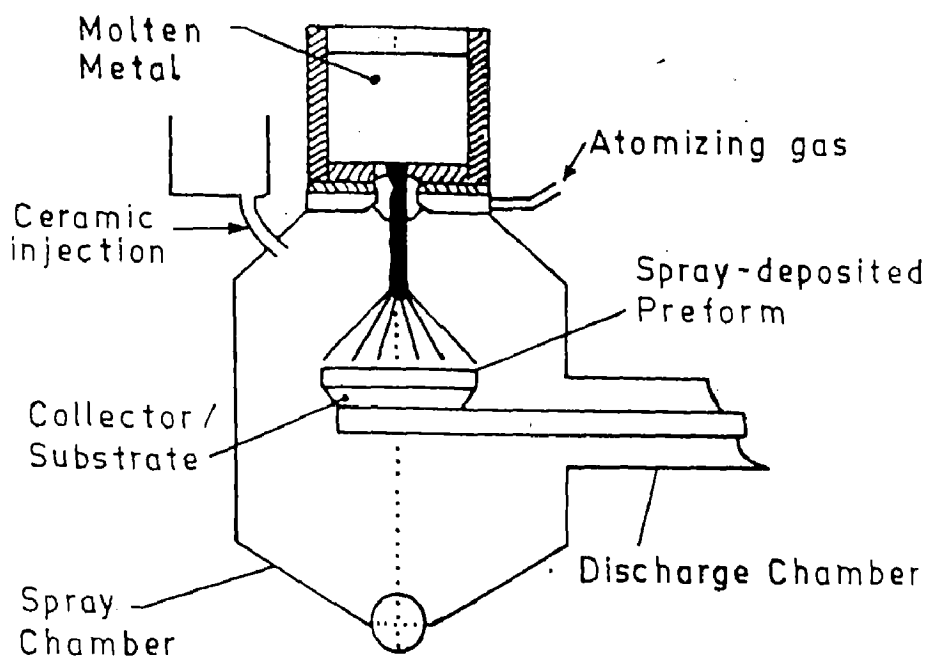 Molten
Metal
Atomizing gas
Ceramic
injection
Spray-deposited
Preform
Collector/
Substrate
Discharge Chamber
Spray
Chamber